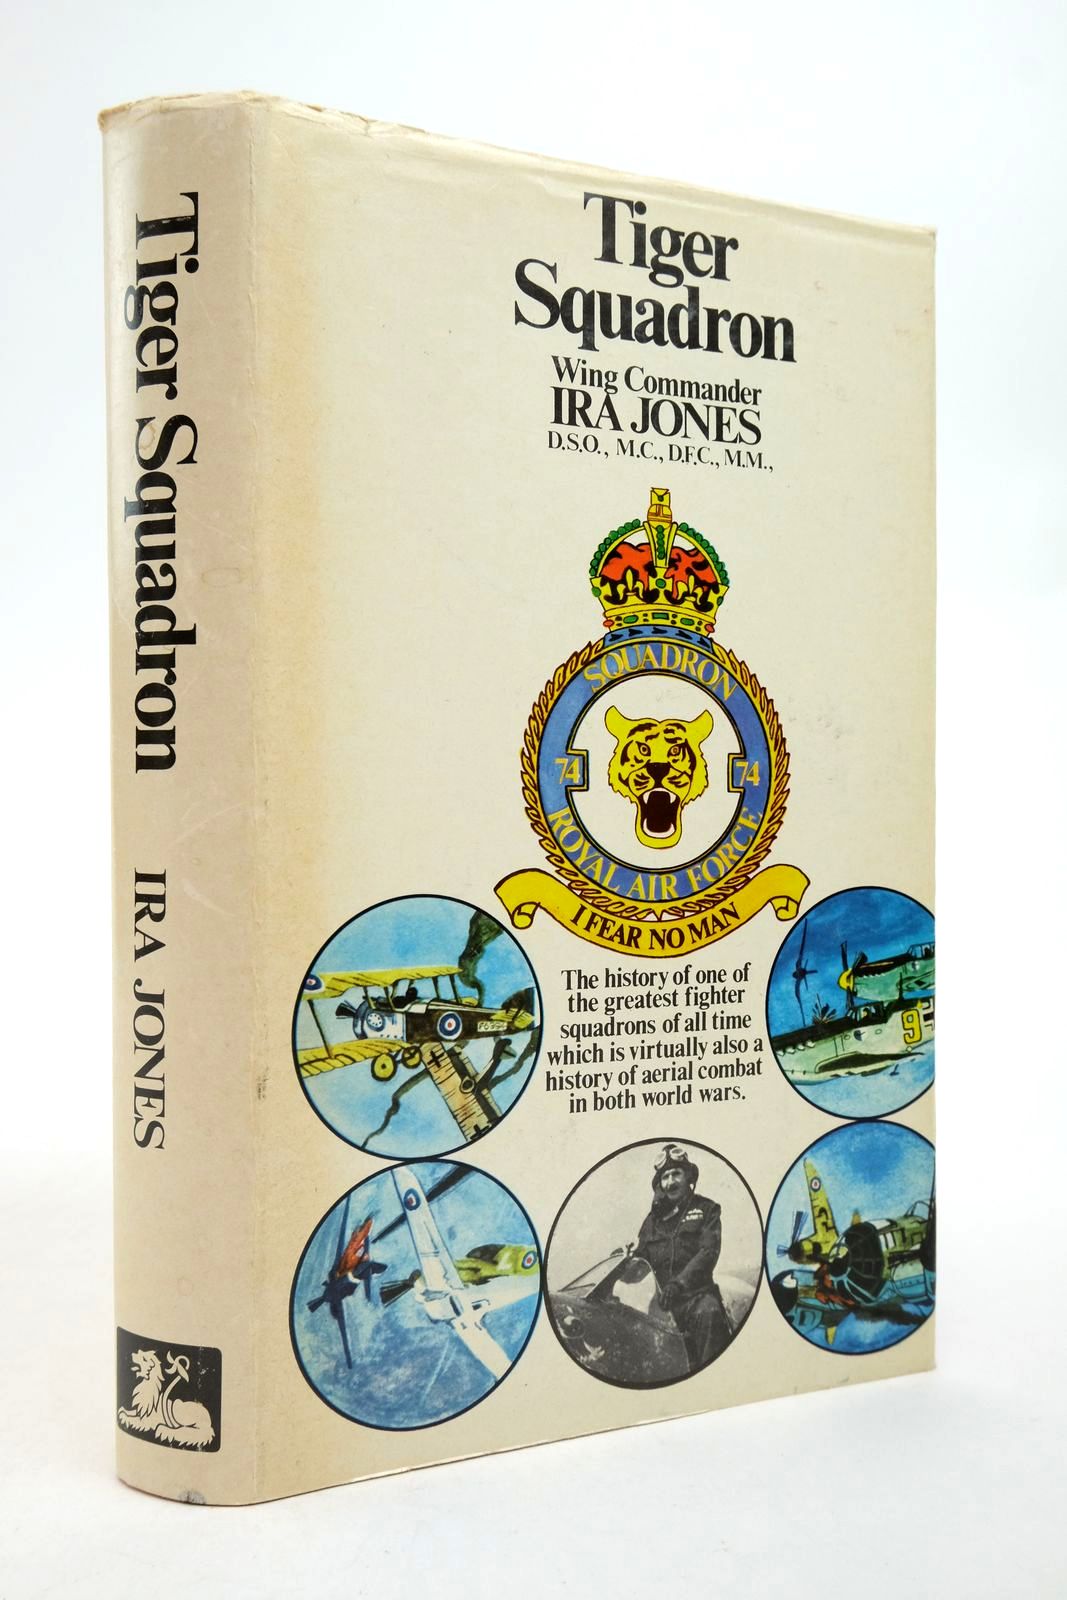 Tiger Squadron
IRA JONES
Tiger
Squadron
Wing Commander
IRA JONES
D.S.O., M.C., D.F.C., M.M.,
SQUADRON
74
74
ROYAL AIR FORCE
I FEAR NO MAN
The history of one of
the greatest fighter
squadrons of all time
which is virtually also a
history of aerial combat
in both world wars.
9